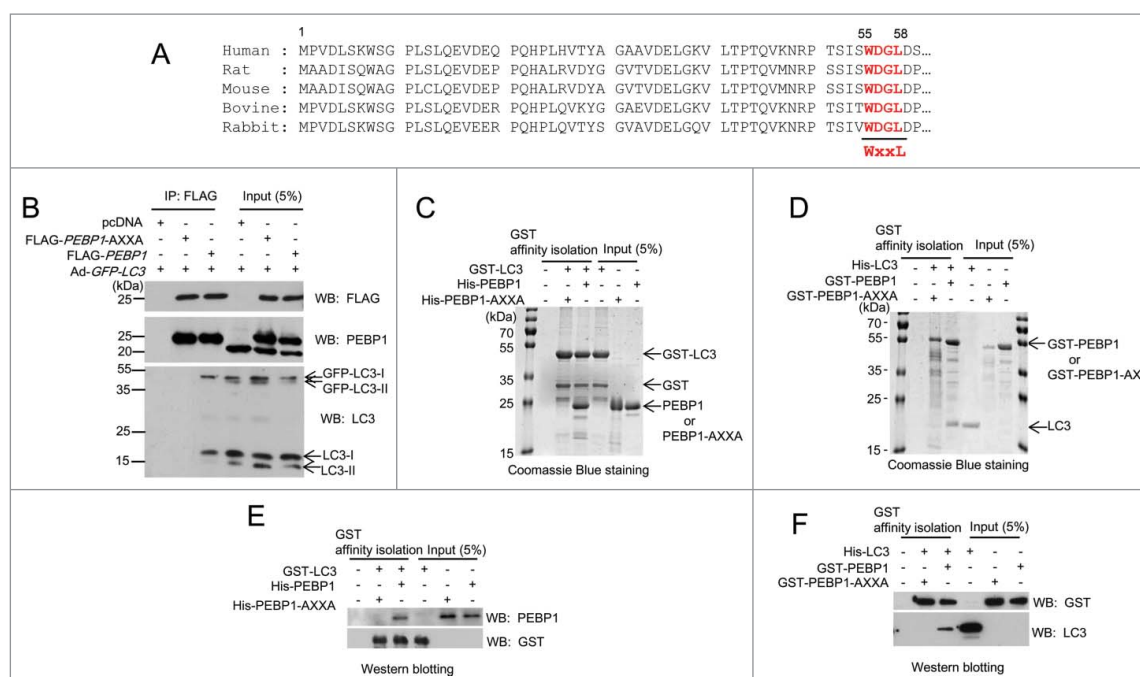 A
1 55 58
Human : MPVDLSKWSG PLSLQEVDEQ PQHPLHVTYA GAAVDELGKV LTPTQVKNRP TSISWDGLDS…
Rat : MAADISQWAG PLSLQEVDEP PQHALRVDYG GVTVDELGKV LTPTQVMNRP SSISWDGLDP…
Mouse : MAADISQWAG PLCLQEVDEP PQHALRVDYA GVTVDELGKV LTPTQVMNRP SSISWDGLDP…
Bovine: MPVDLSKWSG PLSLQEVDER PQHPLQVKYG GAEVDELGKV LTPTQVKNRP TSITWDGLDP…
Rabbit: MPVDLSKWSG PLSLQEVEER PQHPLQVTYS GVAVDELGQV LTPTQVKNRP TSIVWDGLDP…
WxxL
B
IP: FLAG Input (5%)
pcDNA + - - + - -
FLAG-PEBP1-AXXA - + - - + -
FLAG-PEBP1 - - + - - +
Ad-GFP-LC3 + + + + + +
(kDa)
25 WB: FLAG
25 WB: PEBP1
20
55
GFP-LC3-I
35 GFP-LC3-II
WB: LC3
25
LC3-I
15
LC3-II
C
GST
affinity isolation Input (5%)
GST-LC3 - + + + - -
His-PEBP1 - - + - - +
His-PEBP1-AXXA - + - - + -
(kDa)
70
55 GST-LC3
35 GST
25 PEBP1
or
PEBP1-AXXA
15
Coomassie Blue staining
D
GST
affinity isolation Input (5%)
His-LC3 - + + + - -
GST-PEBP1 - - + - - +
GST-PEBP1-AXXA - + - - + -
(kDa)
70 -
55 - GST-PEBP1
or
35 - GST-PEBP1-AX
25 -
LC3
15 -
Coomassie Blue staining
E
GST
affinity isolation Input (5%)
GST-LC3 - + + + - -
His-PEBP1 - - + - - +
His-PEBP1-AXXA - + - - + -
WB: PEBP1
WB: GST
Western blotting
F
GST
affinity isolation Input (5%)
His-LC3 - + + + - -
GST-PEBP1 - - + - - +
GST-PEBP1-AXXA - + - - + -
WB: GST
WB: LC3
Western blotting